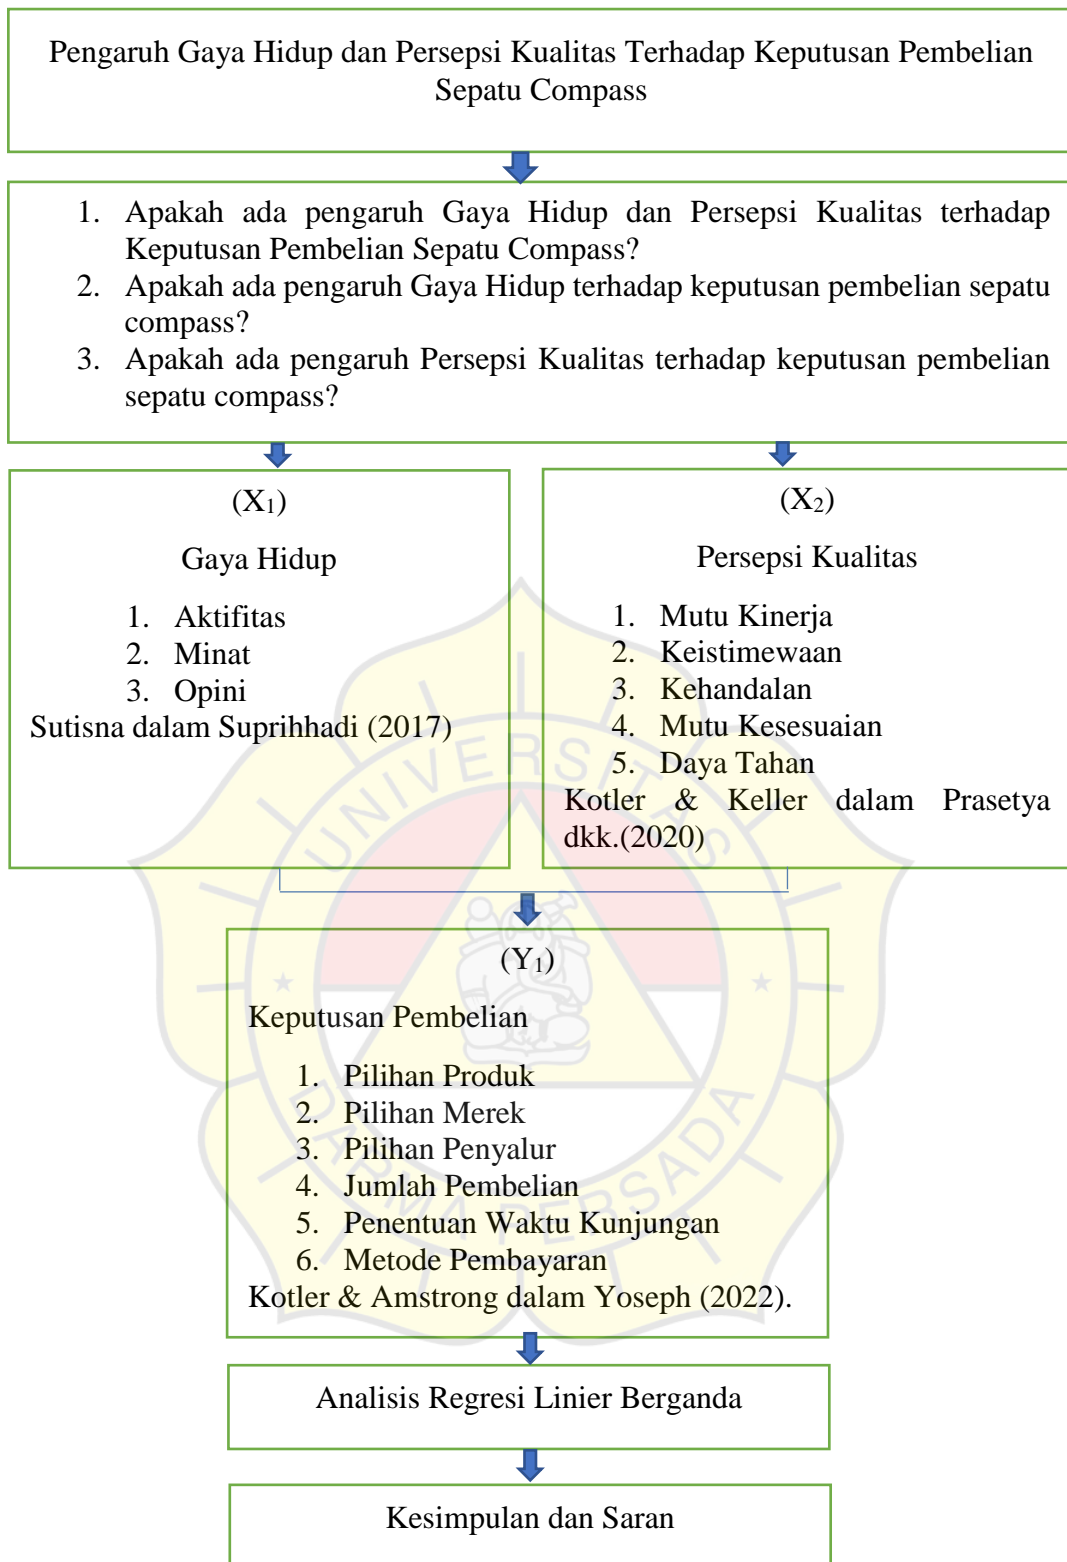 Pengaruh Gaya Hidup dan Persepsi Kualitas Terhadap Keputusan Pembelian
Sepatu Compass
1. Apakah ada pengaruh Gaya Hidup dan Persepsi Kualitas terhadap
Keputusan Pembelian Sepatu Compass?
2. Apakah ada pengaruh Gaya Hidup terhadap keputusan pembelian sepatu
compass?
3. Apakah ada pengaruh Persepsi Kualitas terhadap keputusan pembelian
sepatu compass?
(X₁)
Gaya Hidup
1. Aktifitas
2. Minat
3. Opini
Sutisna dalam Suprihhadi (2017)
(X₂)
Persepsi Kualitas
1. Mutu Kinerja
2. Keistimewaan
3. Kehandalan
4. Mutu Kesesuaian
5. Daya Tahan
Kotler & Keller dalam Prasetya
dkk.(2020)
(Y₁)
Keputusan Pembelian
1. Pilihan Produk
2. Pilihan Merek
3. Pilihan Penyalur
4. Jumlah Pembelian
5. Penentuan Waktu Kunjungan
6. Metode Pembayaran
Kotler & Amstrong dalam Yoseph (2022).
Analisis Regresi Linier Berganda
Kesimpulan dan Saran
UNIVERSITAS
DARMA PERSADA